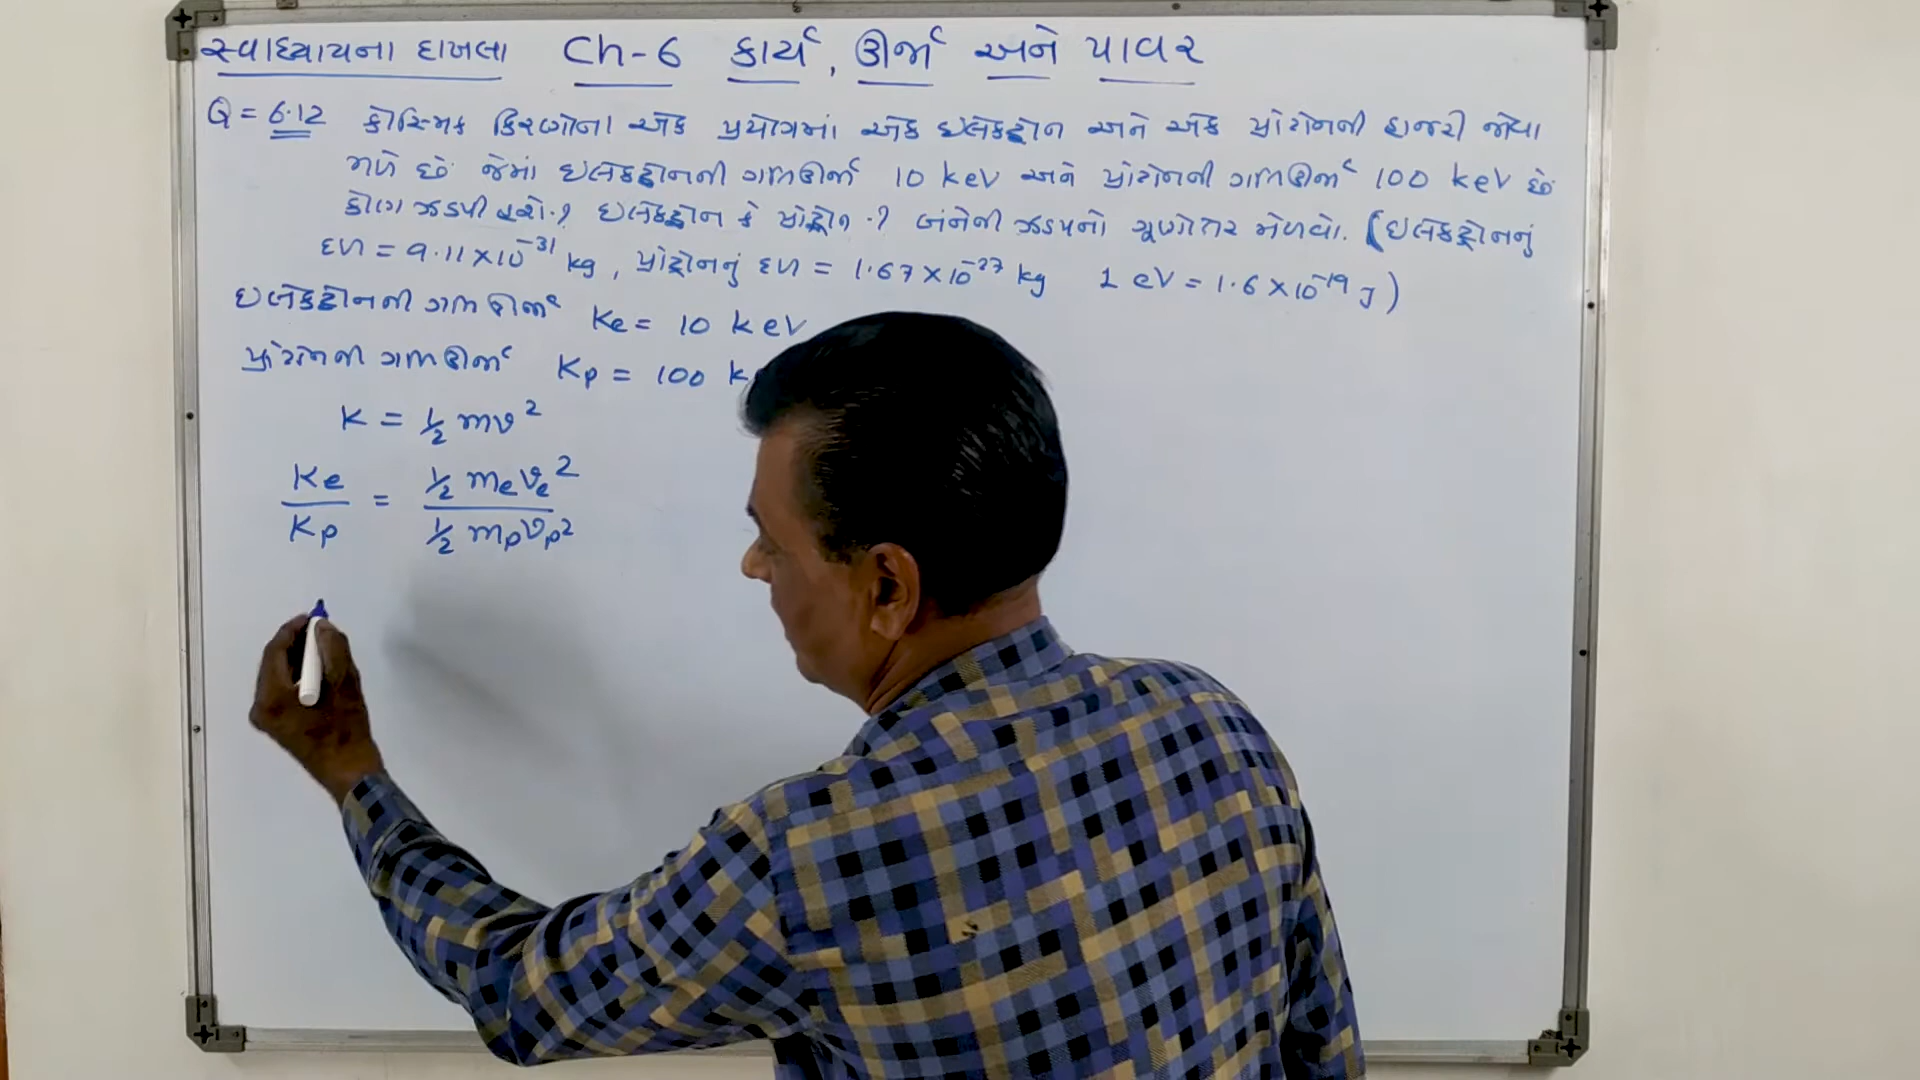 સ્વાધ્યાયના દાખલા Ch-6 કાર્ય, ઊર્જા અને પાવર
Q = 6.12 કોસ્મિક કિરણોના એક પ્રયોગમાં એક ઇલેક્ટ્રોન અને એક પ્રોટોનની હાજરી જોવા
મળે છે જેમાં ઇલેક્ટ્રોનની ગતિઊર્જા 10 keV અને પ્રોટોનની ગતિઊર્જા 100 keV છે
કોણ ઝડપી હશે.? ઇલેક્ટ્રોન કે પ્રોટ્રોન.? બંનેની ઝડપનો ગૂણોત્તર મેળવો. (ઇલેક્ટ્રોનનું
દળ = 9.11×10⁻³¹ kg, પ્રોટ્રોનનું દળ = 1.67×10⁻²⁷ kg 1 eV = 1.6×10⁻¹⁹ J)
ઇલેક્ટ્રોનની ગતિઊર્જા Ke = 10 keV
પ્રોટોનની ગતિઊર્જા Kp = 100 k
K = ½ mv²
Ke/Kp = ½ meve² / ½ mpvp²